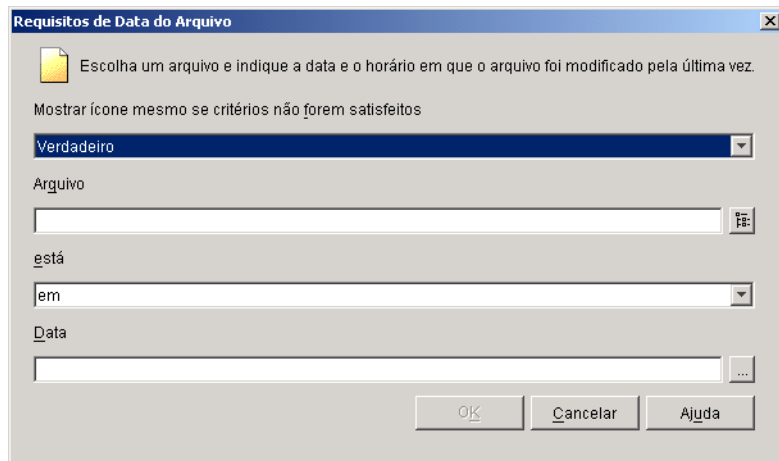 Requisitos de Data do Arquivo
Escolha um arquivo e indique a data e o horário em que o arquivo foi modificado pela última vez.
Mostrar ícone mesmo se critérios não forem satisfeitos
Verdadeiro
Arquivo
está
em
Data
...
OK Cancelar Ajuda